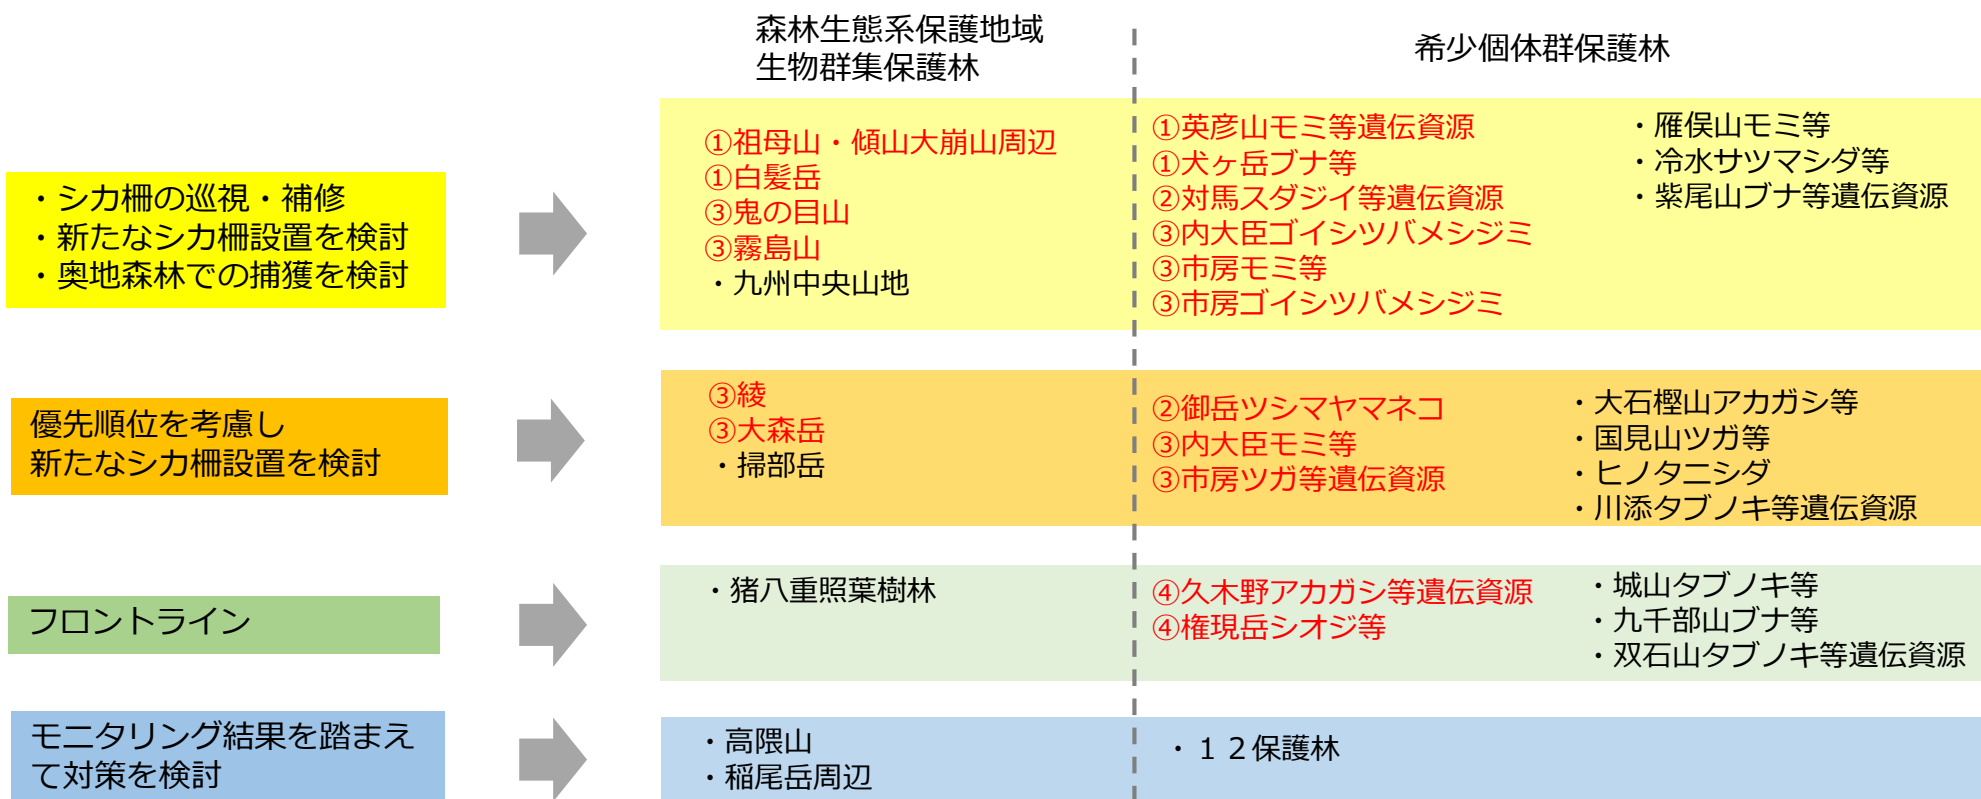 森林生態系保護地域
生物群集保護林
希少個体群保護林
・シカ柵の巡視・補修
・新たなシカ柵設置を検討
・奥地森林での捕獲を検討
①祖母山・傾山大崩山周辺
①白髪岳
③鬼の目山
③霧島山
・九州中央山地
①英彦山モミ等遺伝資源
①犬ヶ岳ブナ等
②対馬スダジイ等遺伝資源
③内大臣ゴイシツバメシジミ
③市房モミ等
③市房ゴイシツバメシジミ
・雁俣山モミ等
・冷水サツマシダ等
・紫尾山ブナ等遺伝資源
優先順位を考慮し
新たなシカ柵設置を検討
③綾
③大森岳
・掃部岳
②御岳ツシマヤマネコ
③内大臣モミ等
③市房ツガ等遺伝資源
・大石樫山アカガシ等
・国見山ツガ等
・ヒノタニシダ
・川添タブノキ等遺伝資源
フロントライン
・猪八重照葉樹林
④久木野アカガシ等遺伝資源
④権現岳シオジ等
・城山タブノキ等
・九千部山ブナ等
・双石山タブノキ等遺伝資源
モニタリング結果を踏まえ
て対策を検討
・高隈山
・稲尾岳周辺
・１２保護林